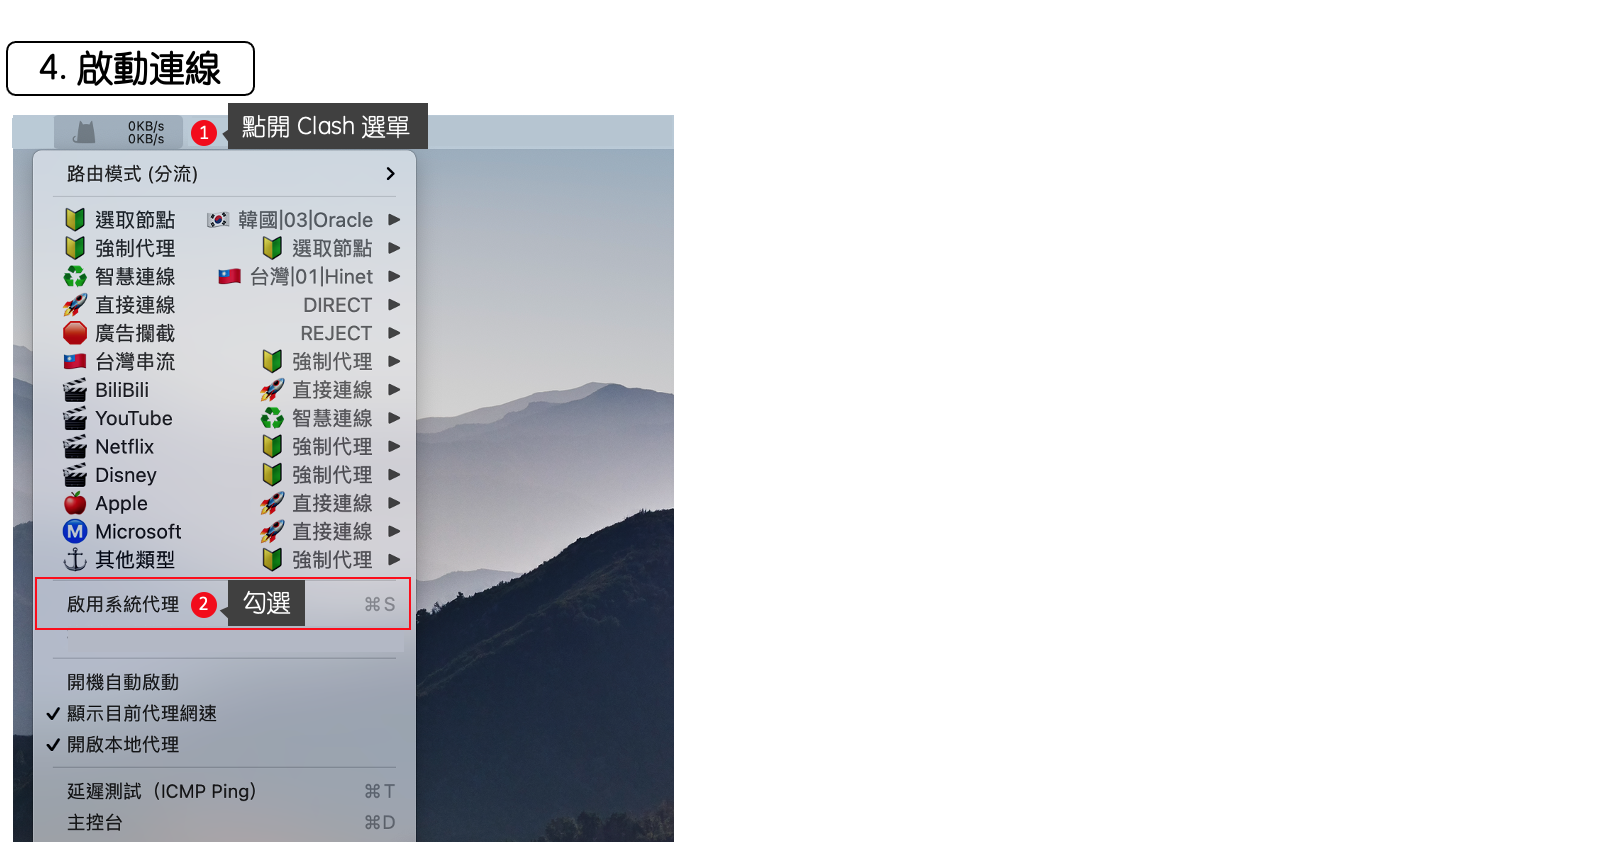 4. 啟動連線
0KB/s
0KB/s
1 點開 Clash 選單
路由模式 (分流)
選取節點 韓國|03|Oracle
強制代理 選取節點
智慧連線 台灣|01|Hinet
直接連線 DIRECT
廣告攔截 REJECT
台灣串流 強制代理
BiliBili 直接連線
YouTube 智慧連線
Netflix 強制代理
Disney 強制代理
Apple 直接連線
M Microsoft 直接連線
其他類型 強制代理
啟用系統代理 2 勾選 ⌘S
開機自動啟動
顯示目前代理網速
開啟本地代理
延遲測試（ICMP Ping） ⌘T
主控台 ⌘D